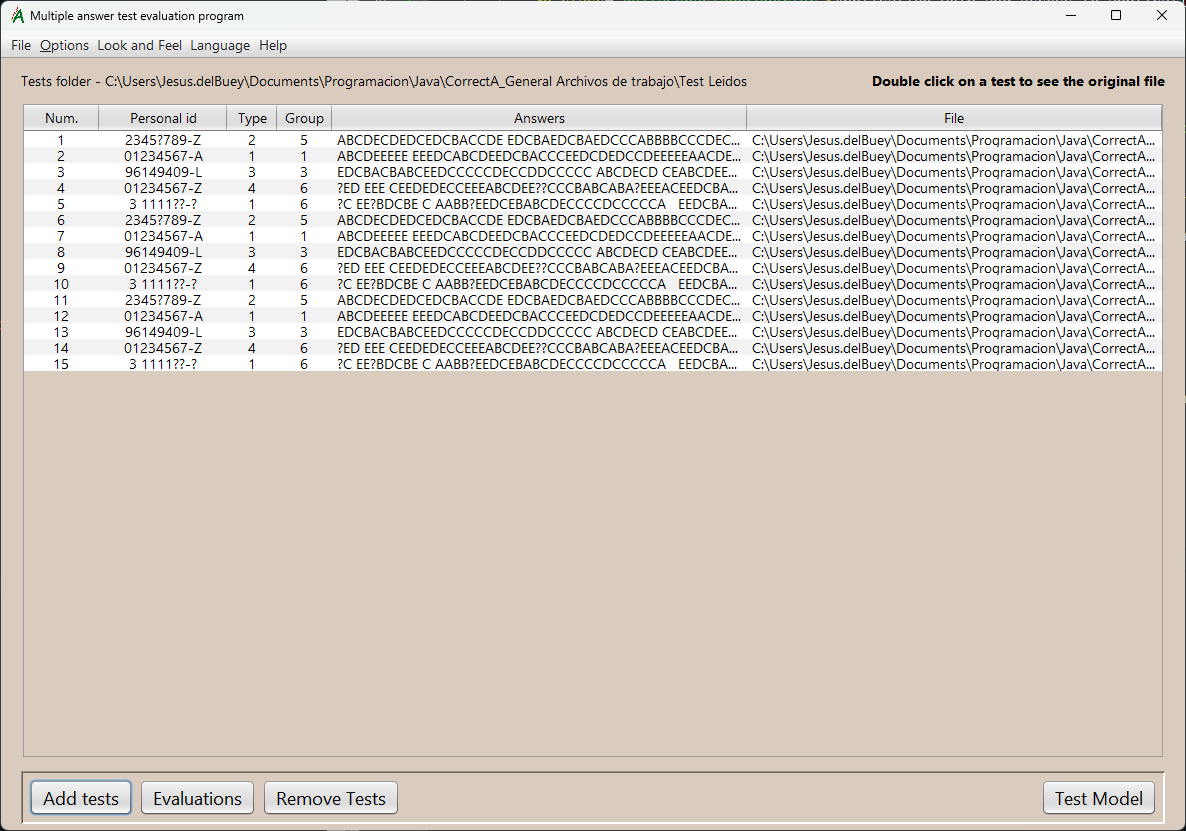 Multiple answer test evaluation program
File Options Look and Feel Language Help
Tests folder - C:\Users\Jesus.delBuey\Documents\Programacion\Java\CorrectA_General Archivos de trabajo\Test Leidos Double click on a test to see the original file
Num. Personal id Type Group Answers File
1 2345?789-Z 2 5 ABCDECDEDCEDCBACCDE EDCBAEDCBAEDCCCABBBBCCCDEC... C:\Users\Jesus.delBuey\Documents\Programacion\Java\CorrectA...
2 01234567-A 1 1 ABCDEEEEE EEEDCABCDEEDCBACCCEEDCDEDCCDEEEEEAACDE... C:\Users\Jesus.delBuey\Documents\Programacion\Java\CorrectA...
3 96149409-L 3 3 EDCBACBABCEEDCCCCCDECCDDCCCCC ABCDECD CEABCDEE... C:\Users\Jesus.delBuey\Documents\Programacion\Java\CorrectA...
4 01234567-Z 4 6 ?ED EEE CEEDEDECCEEEABCDEE??CCCBABCABA?EEEACEEDCBA... C:\Users\Jesus.delBuey\Documents\Programacion\Java\CorrectA...
5 3 1111??-? 1 6 ?C EE?BDCBE C AABB?EEDCEBABCDECCCCDCCCCCA   EEDCBA... C:\Users\Jesus.delBuey\Documents\Programacion\Java\CorrectA...
6 2345?789-Z 2 5 ABCDECDEDCEDCBACCDE EDCBAEDCBAEDCCCABBBBCCCDEC... C:\Users\Jesus.delBuey\Documents\Programacion\Java\CorrectA...
7 01234567-A 1 1 ABCDEEEEE EEEDCABCDEEDCBACCCEEDCDEDCCDEEEEEAACDE... C:\Users\Jesus.delBuey\Documents\Programacion\Java\CorrectA...
8 96149409-L 3 3 EDCBACBABCEEDCCCCCDECCDDCCCCC ABCDECD CEABCDEE... C:\Users\Jesus.delBuey\Documents\Programacion\Java\CorrectA...
9 01234567-Z 4 6 ?ED EEE CEEDEDECCEEEABCDEE??CCCBABCABA?EEEACEEDCBA... C:\Users\Jesus.delBuey\Documents\Programacion\Java\CorrectA...
10 3 1111??-? 1 6 ?C EE?BDCBE C AABB?EEDCEBABCDECCCCDCCCCCA   EEDCBA... C:\Users\Jesus.delBuey\Documents\Programacion\Java\CorrectA...
11 2345?789-Z 2 5 ABCDECDEDCEDCBACCDE EDCBAEDCBAEDCCCABBBBCCCDEC... C:\Users\Jesus.delBuey\Documents\Programacion\Java\CorrectA...
12 01234567-A 1 1 ABCDEEEEE EEEDCABCDEEDCBACCCEEDCDEDCCDEEEEEAACDE... C:\Users\Jesus.delBuey\Documents\Programacion\Java\CorrectA...
13 96149409-L 3 3 EDCBACBABCEEDCCCCCDECCDDCCCCC ABCDECD CEABCDEE... C:\Users\Jesus.delBuey\Documents\Programacion\Java\CorrectA...
14 01234567-Z 4 6 ?ED EEE CEEDEDECCEEEABCDEE??CCCBABCABA?EEEACEEDCBA... C:\Users\Jesus.delBuey\Documents\Programacion\Java\CorrectA...
15 3 1111??-? 1 6 ?C EE?BDCBE C AABB?EEDCEBABCDECCCCDCCCCCA   EEDCBA... C:\Users\Jesus.delBuey\Documents\Programacion\Java\CorrectA...
Add tests Evaluations Remove Tests Test Model